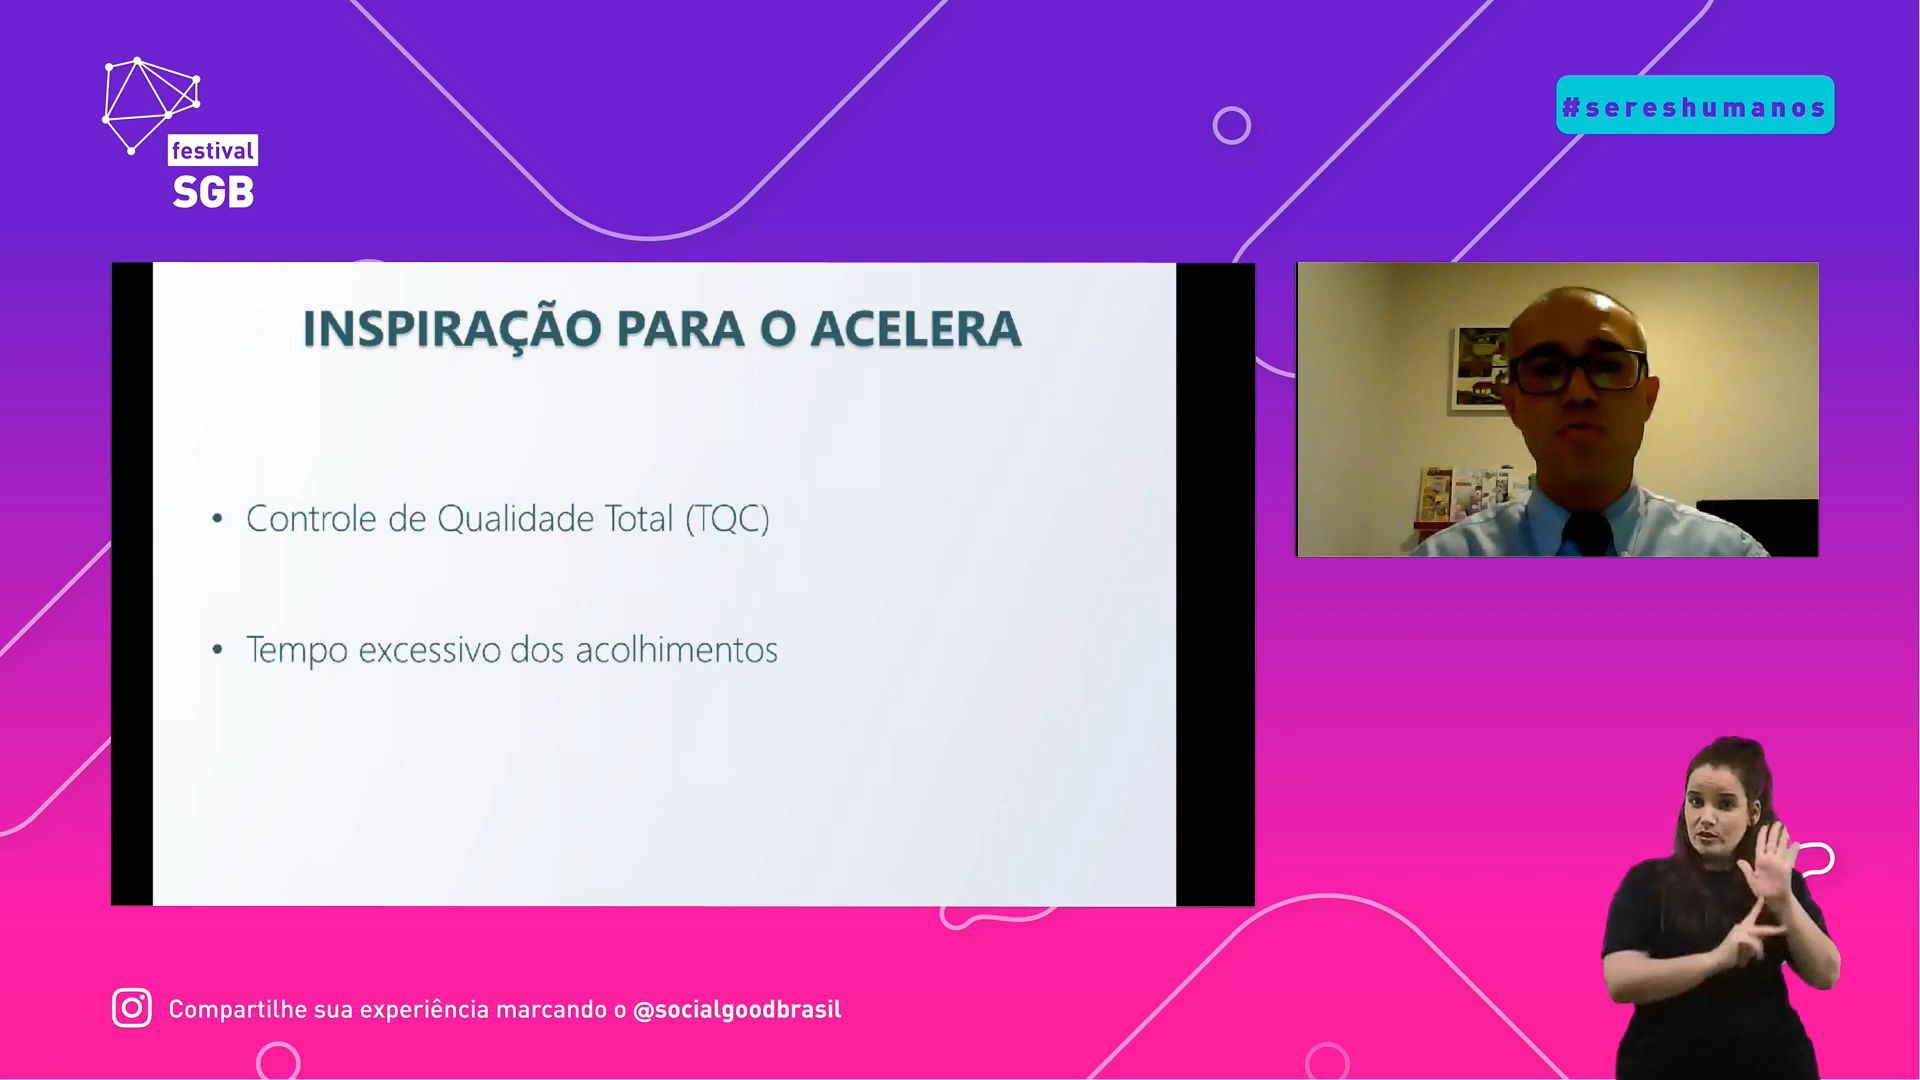 festival
SGB
#sereshumanos
INSPIRAÇÃO PARA O ACELERA
• Controle de Qualidade Total (TQC)
• Tempo excessivo dos acolhimentos
Compartilhe sua experiência marcando o @socialgoodbrasil